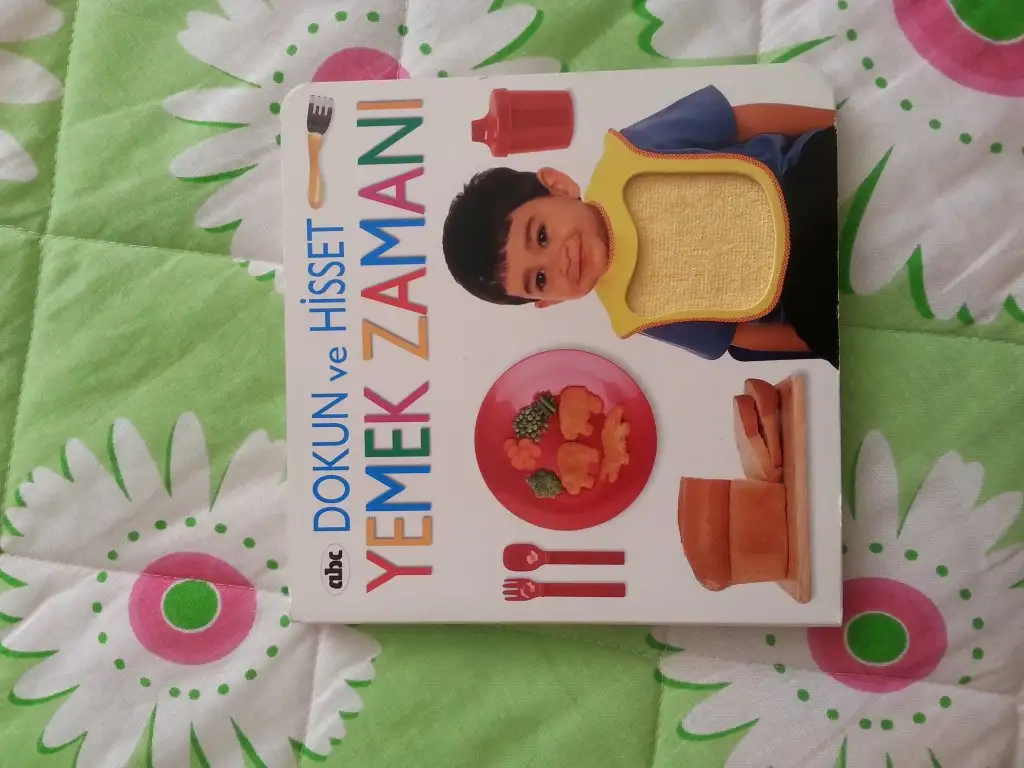 abc DOKUN ve HİSSET
YEMEK ZAMANI